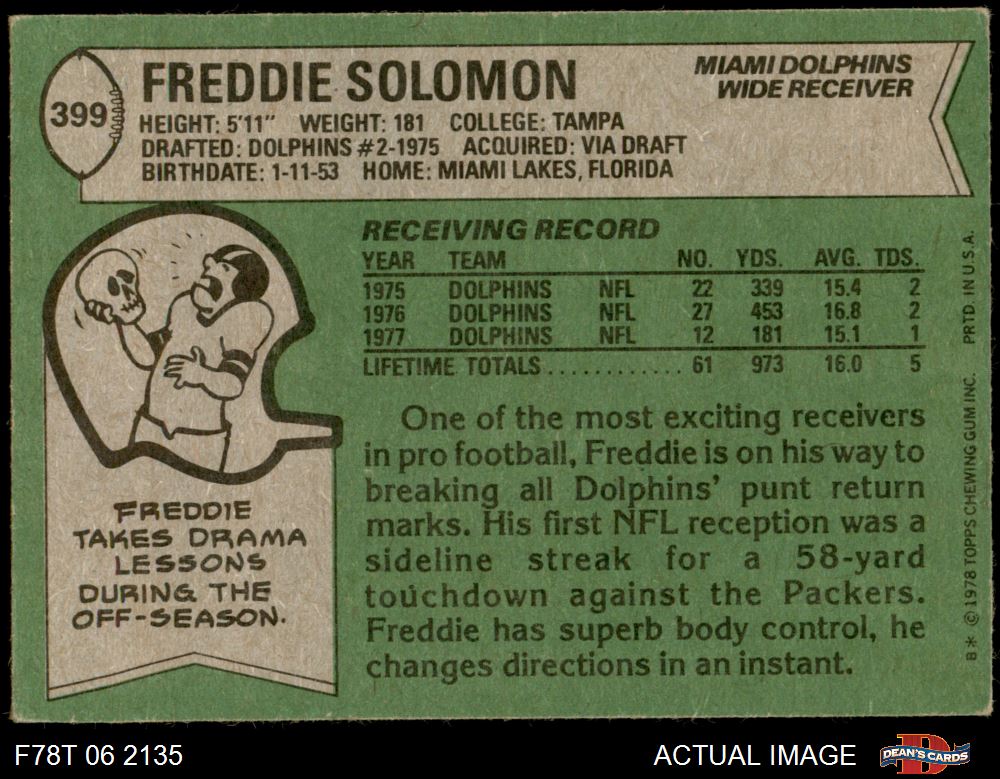 399
FREDDIE SOLOMON
MIAMI DOLPHINS
WIDE RECEIVER
HEIGHT: 5'11" WEIGHT: 181 COLLEGE: TAMPA
DRAFTED: DOLPHINS #2-1975 ACQUIRED: VIA DRAFT
BIRTHDATE: 1-11-53 HOME: MIAMI LAKES, FLORIDA
RECEIVING RECORD
YEAR TEAM NO. YDS. AVG. TDS.
1975 DOLPHINS NFL 22 339 15.4 2
1976 DOLPHINS NFL 27 453 16.8 2
1977 DOLPHINS NFL 12 181 15.1 1
LIFETIME TOTALS............ 61 973 16.0 5
One of the most exciting receivers
in pro football, Freddie is on his way to
breaking all Dolphins' punt return
marks. His first NFL reception was a
sideline streak for a 58-yard
touchdown against the Packers.
Freddie has superb body control, he
changes directions in an instant.
FREDDIE
TAKES DRAMA
LESSONS
DURING THE
OFF-SEASON.
B* © 1978 TOPPS CHEWING GUM INC. PRTD. IN U.S.A.
F78T 06 2135
ACTUAL IMAGE
D
DEAN'S CARDS